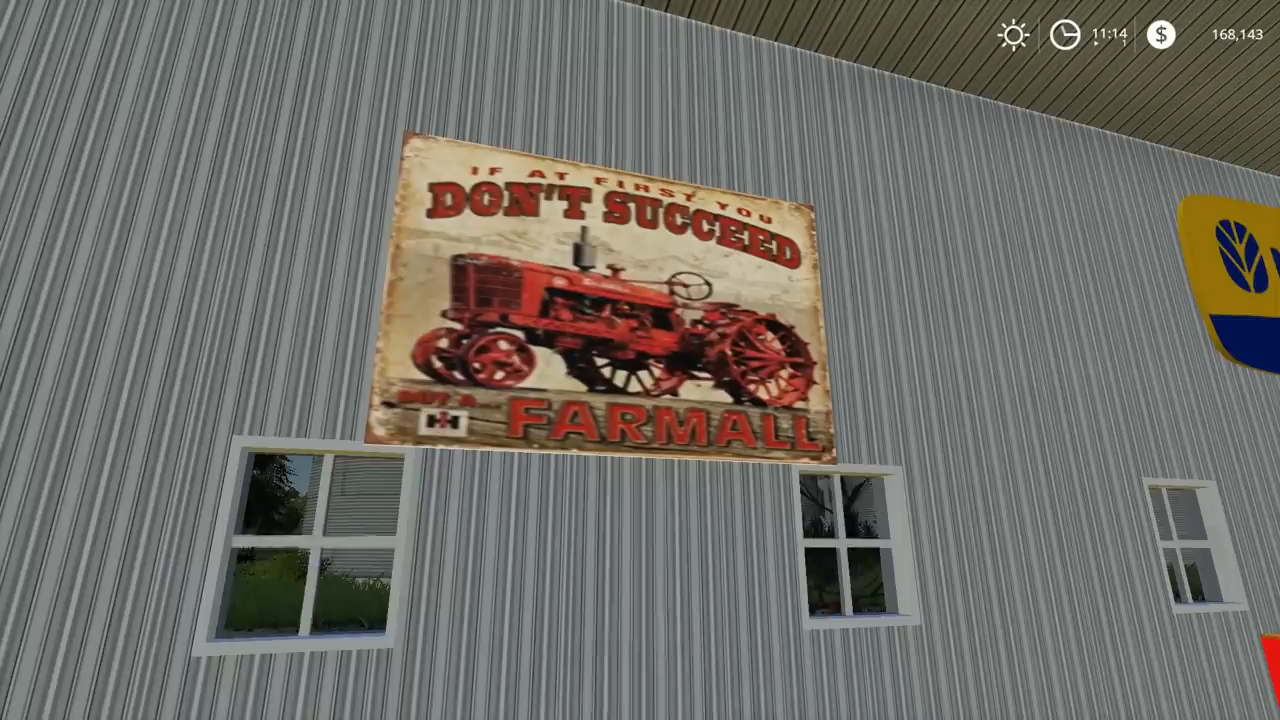 11:14
168,143
IF AT FIRST YOU
DON'T SUCCEED
BUY A
FARMALL